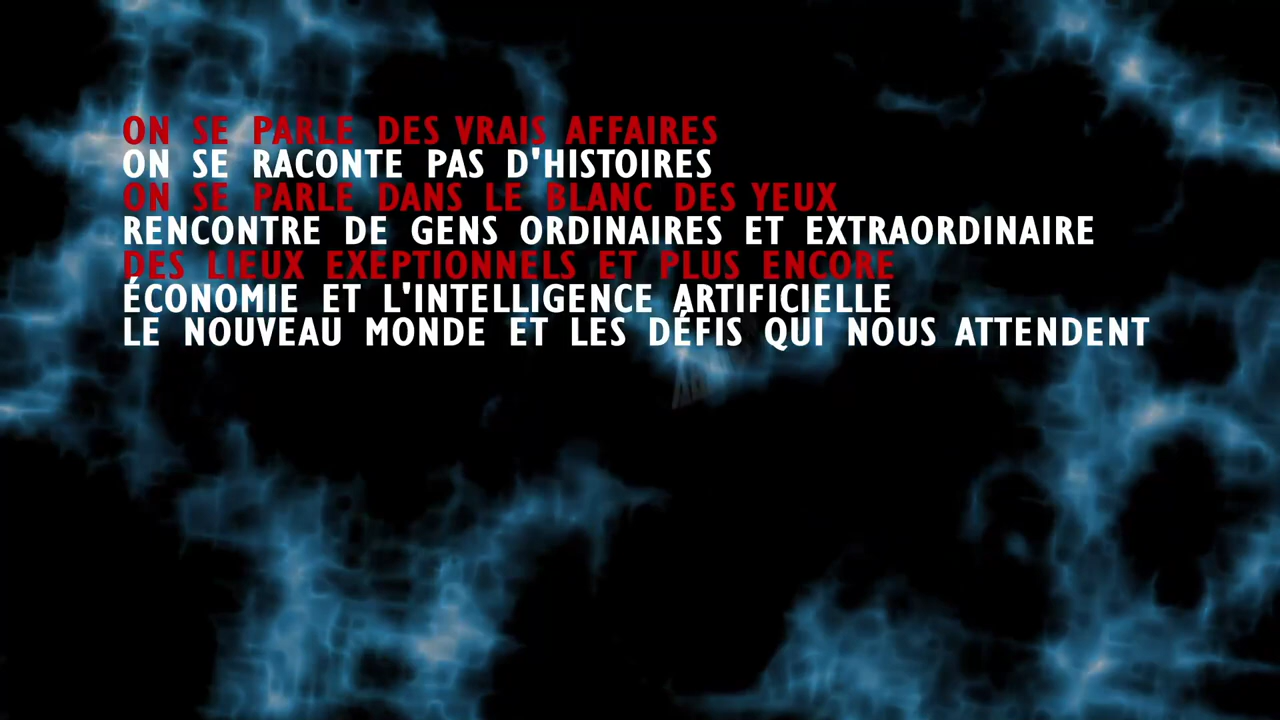 ON SE PARLE DES VRAIS AFFAIRES
ON SE RACONTE PAS D'HISTOIRES
ON SE PARLE DANS LE BLANC DES YEUX
RENCONTRE DE GENS ORDINAIRES ET EXTRAORDINAIRE
DES LIEUX EXEPTIONNELS ET PLUS ENCORE
ÉCONOMIE ET L'INTELLIGENCE ARTIFICIELLE
LE NOUVEAU MONDE ET LES DÉFIS QUI NOUS ATTENDENT